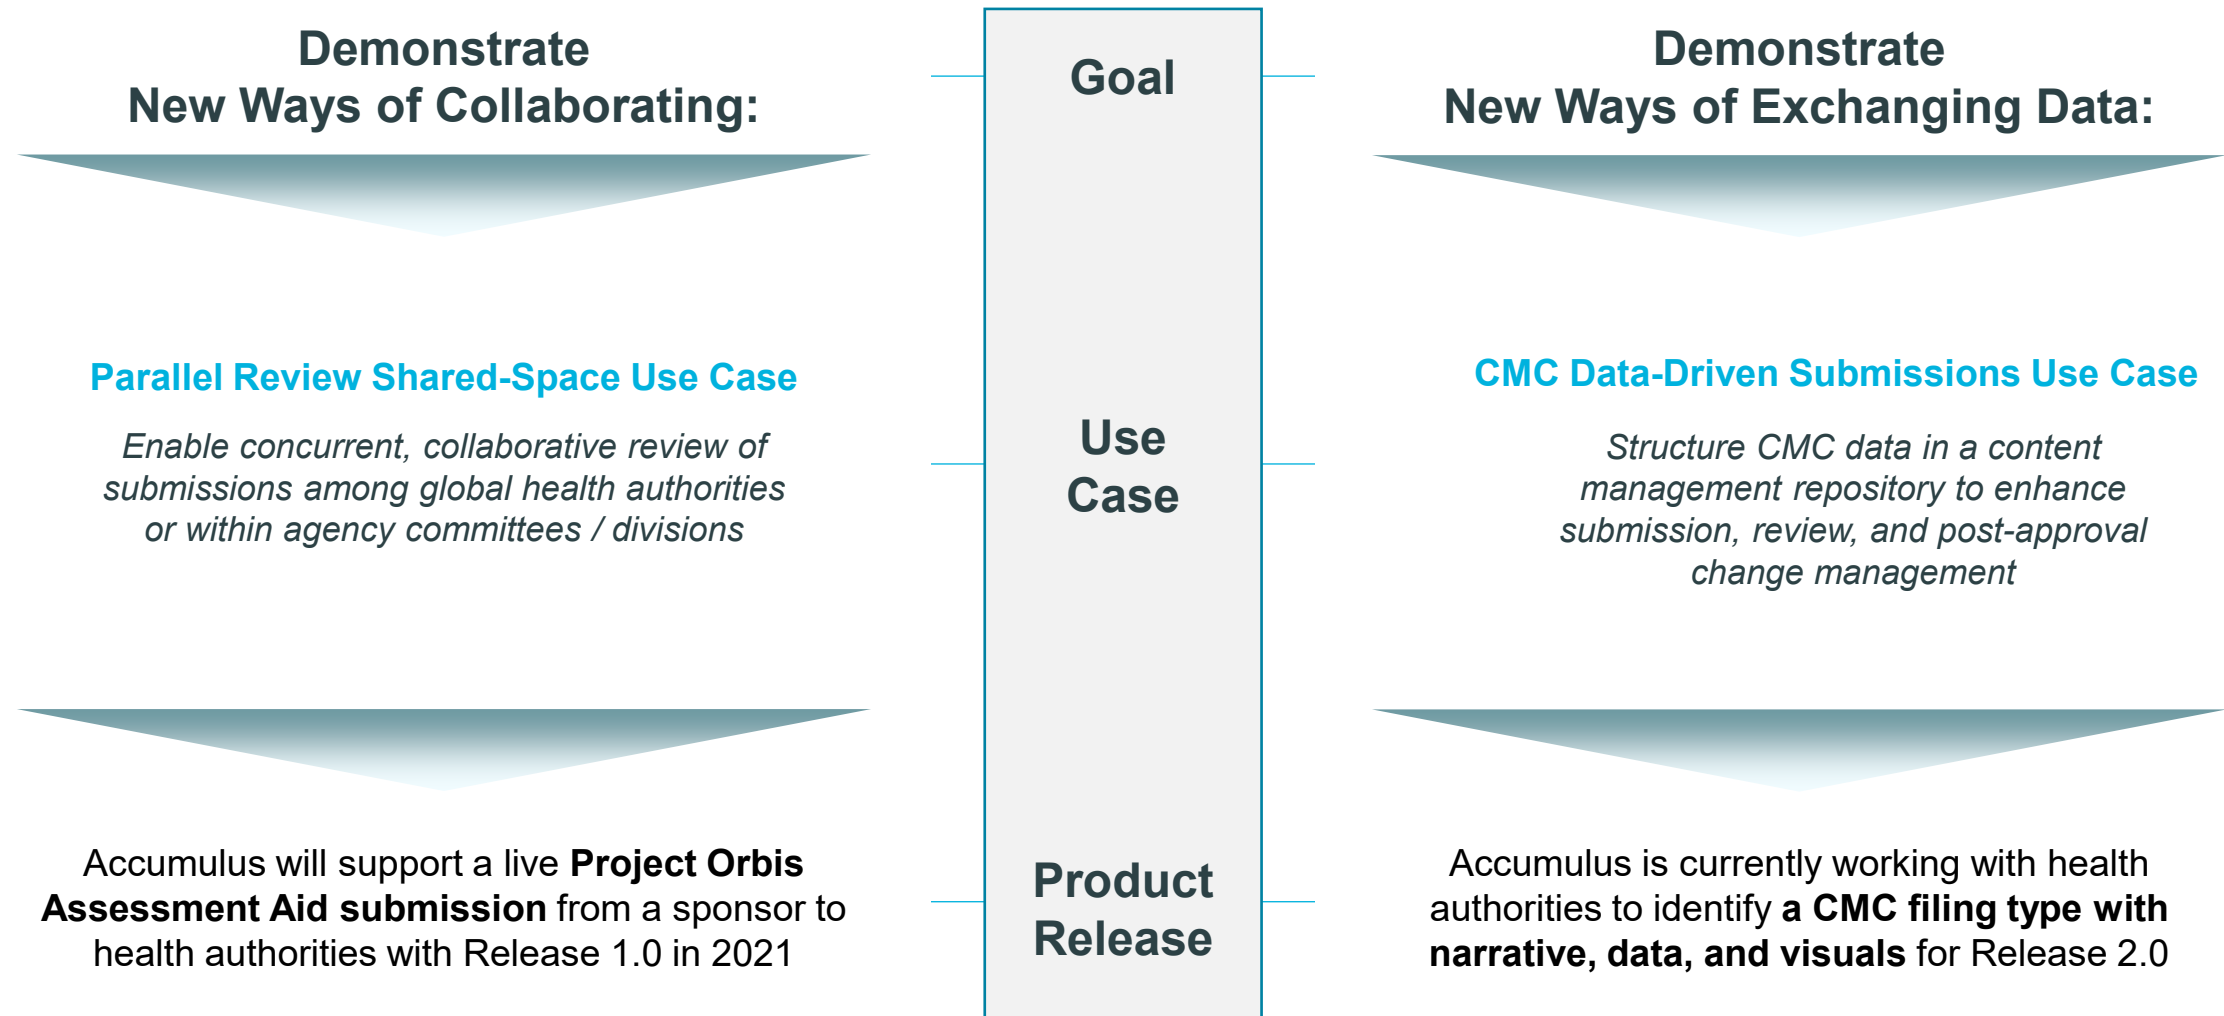 Demonstrate
New Ways of Collaborating:
Goal
Demonstrate
New Ways of Exchanging Data:
Parallel Review Shared-Space Use Case
Enable concurrent, collaborative review of
submissions among global health authorities
or within agency committees / divisions
Use
Case
CMC Data-Driven Submissions Use Case
Structure CMC data in a content
management repository to enhance
submission, review, and post-approval
change management
Accumulus will support a live Project Orbis
Assessment Aid submission from a sponsor to
health authorities with Release 1.0 in 2021
Product
Release
Accumulus is currently working with health
authorities to identify a CMC filing type with
narrative, data, and visuals for Release 2.0